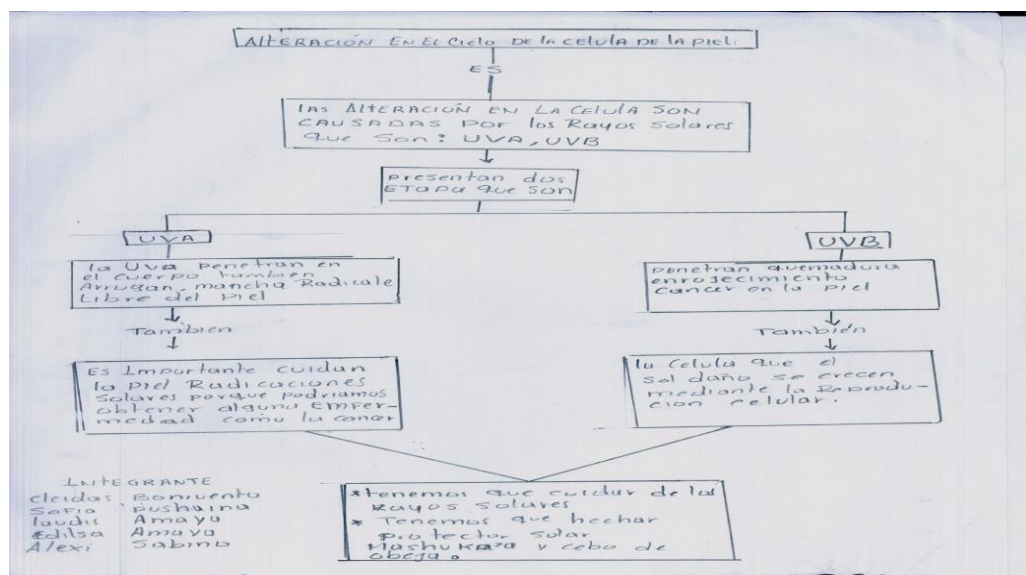 AltERACIÓN EN El Ciclo DE la celula DE la piel.
ES
las AltERACIÓN EN LA CElula SON
CAUSADAS por los Rayos Solares
que Son: UVA, UVB
presentan dos
ETapa que son
UVA
la Uva penetran en
el cuerpo tambien
Arrugan, mancha Radicale
Libre del piel
Tambien
Es Importante cuidan
la piel Radicaciones
Solares porque podriamos
obtener alguna Emfer-
medad como la cancer
UVB
penetran quemadura
enrojecimiento
cancer en la piel
También
la celula que el
sol daño se crecen
mediante la Reprodu-
cion celular.
*tenemos que cuidar de los
Rayos Solares
* Tenemos que hechar
protector solar
y cebo de
obeja.
INTEGRANTE
cleidas Bonivento
Sofia pushaina
laudis Amaya
Edilsa Amaya
Alexi Sabino